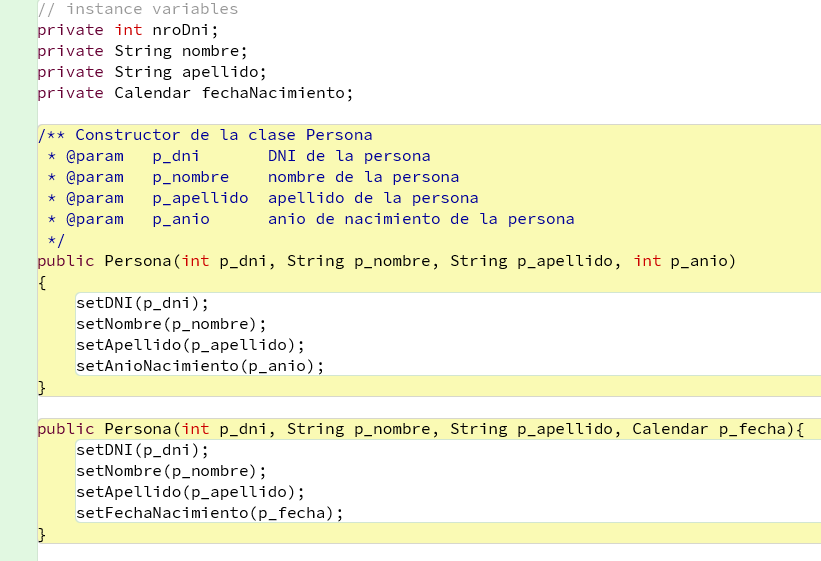 // instance variables
private int nroDni;
private String nombre;
private String apellido;
private Calendar fechaNacimiento;
/** Constructor de la clase Persona
 * @param   p_dni       DNI de la persona
 * @param   p_nombre    nombre de la persona
 * @param   p_apellido  apellido de la persona
 * @param   p_anio      anio de nacimiento de la persona
 */
public Persona(int p_dni, String p_nombre, String p_apellido, int p_anio)
{
    setDNI(p_dni);
    setNombre(p_nombre);
    setApellido(p_apellido);
    setAnioNacimiento(p_anio);
}
public Persona(int p_dni, String p_nombre, String p_apellido, Calendar p_fecha){
    setDNI(p_dni);
    setNombre(p_nombre);
    setApellido(p_apellido);
    setFechaNacimiento(p_fecha);
}